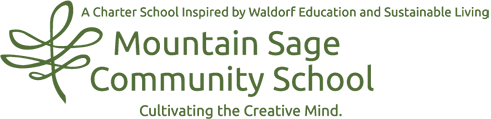 A Charter School Inspired by Waldorf Education and Sustainable Living
Mountain Sage
Community School
Cultivating the Creative Mind.